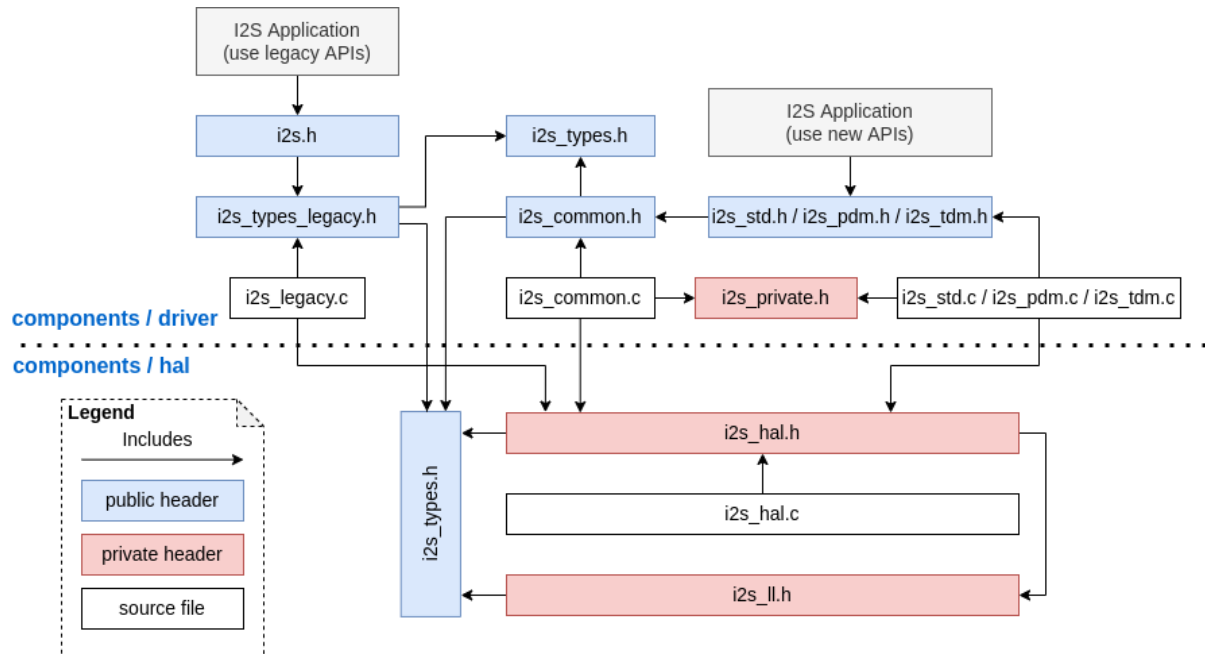 I2S Application
(use legacy APIs)
I2S Application
(use new APIs)
i2s.h
i2s_types.h
i2s_types_legacy.h
i2s_common.h
i2s_std.h / i2s_pdm.h / i2s_tdm.h
i2s_legacy.c
i2s_common.c
i2s_private.h
i2s_std.c / i2s_pdm.c / i2s_tdm.c
components / driver
components / hal
Legend
Includes
public header
private header
source file
i2s_types.h
i2s_hal.h
i2s_hal.c
i2s_ll.h